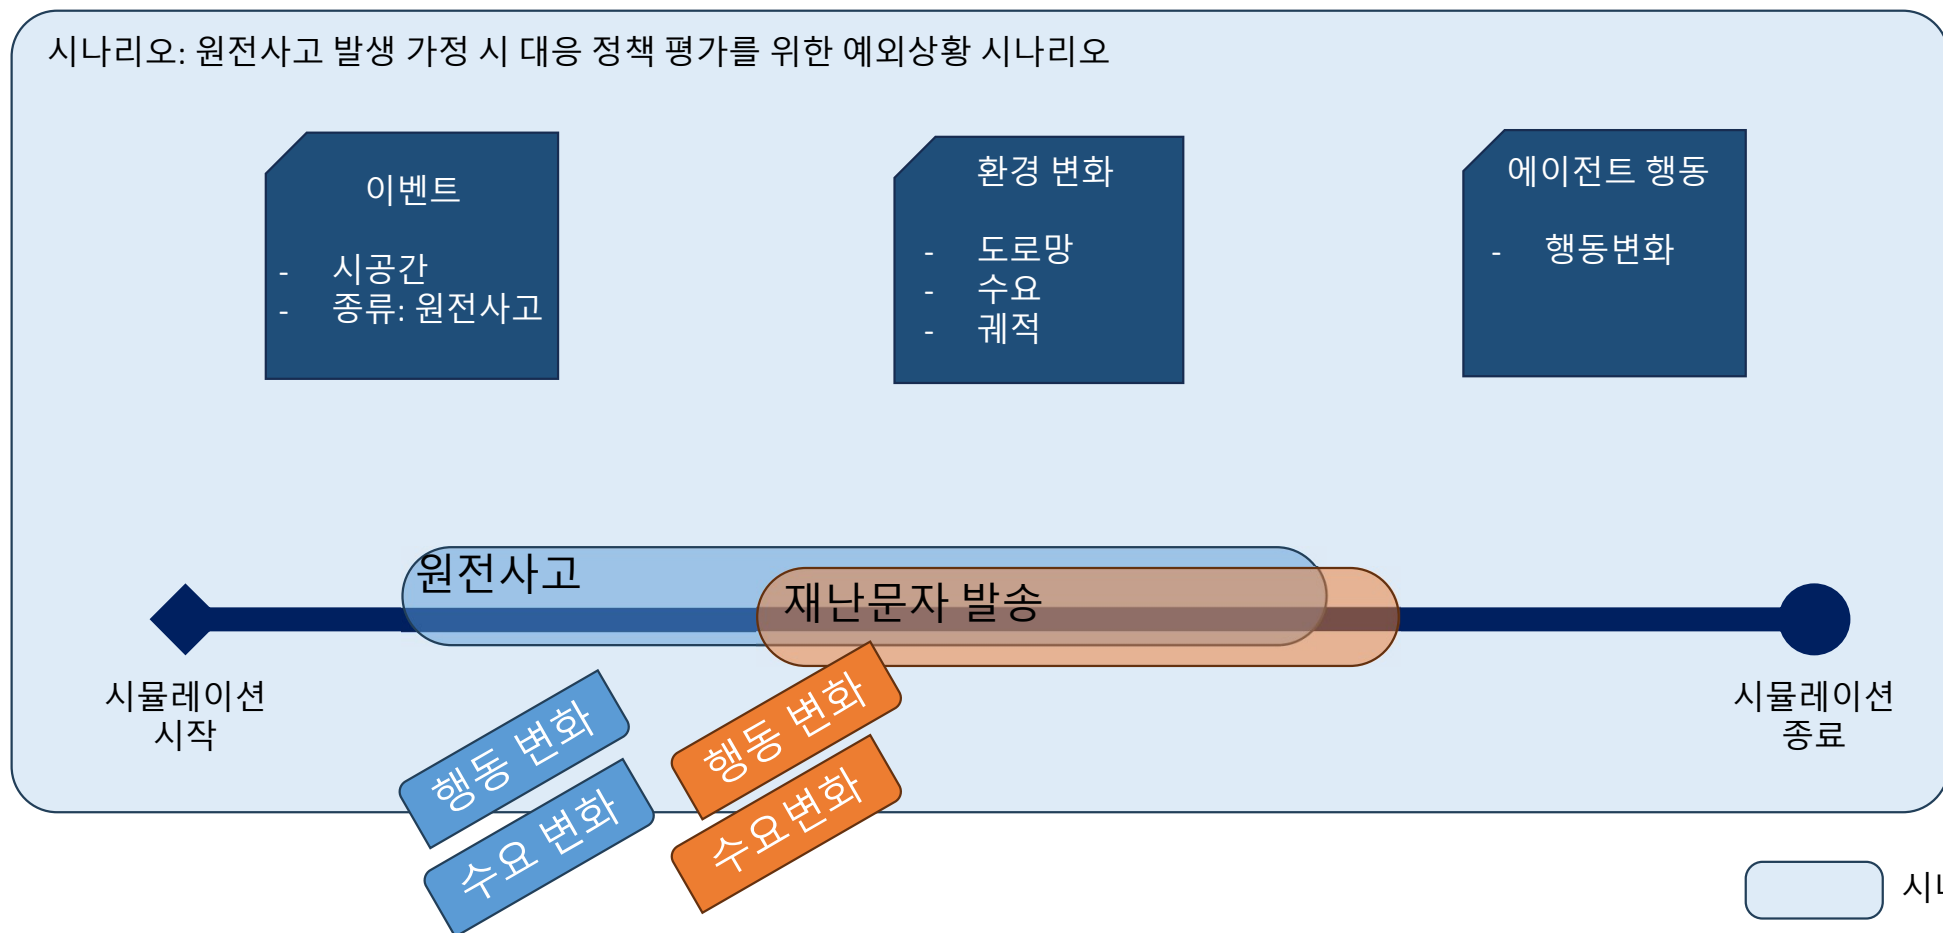 시나리오: 원전사고 발생 가정 시 대응 정책 평가를 위한 예외상황 시나리오
이벤트
- 시공간
- 종류: 원전사고
환경 변화
- 도로망
- 수요
- 궤적
에이전트 행동
- 행동변화
원전사고
재난문자 발송
시뮬레이션
시작
시뮬레이션
종료
행동 변화
수요 변화
행동 변화
수요변화